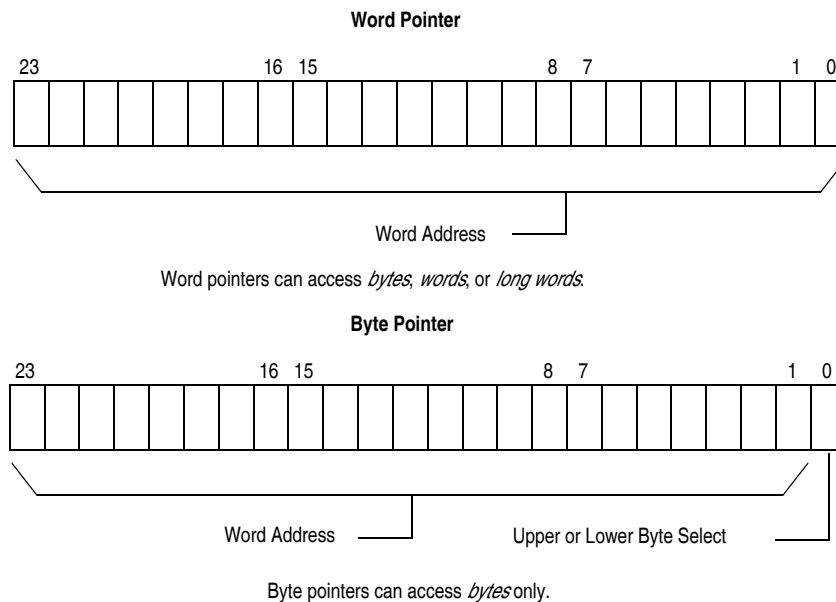 Word Pointer
23 16 15 8 7 1 0
Word Address
Word pointers can access bytes, words, or long words.
Byte Pointer
23 16 15 8 7 1 0
Word Address Upper or Lower Byte Select
Byte pointers can access bytes only.